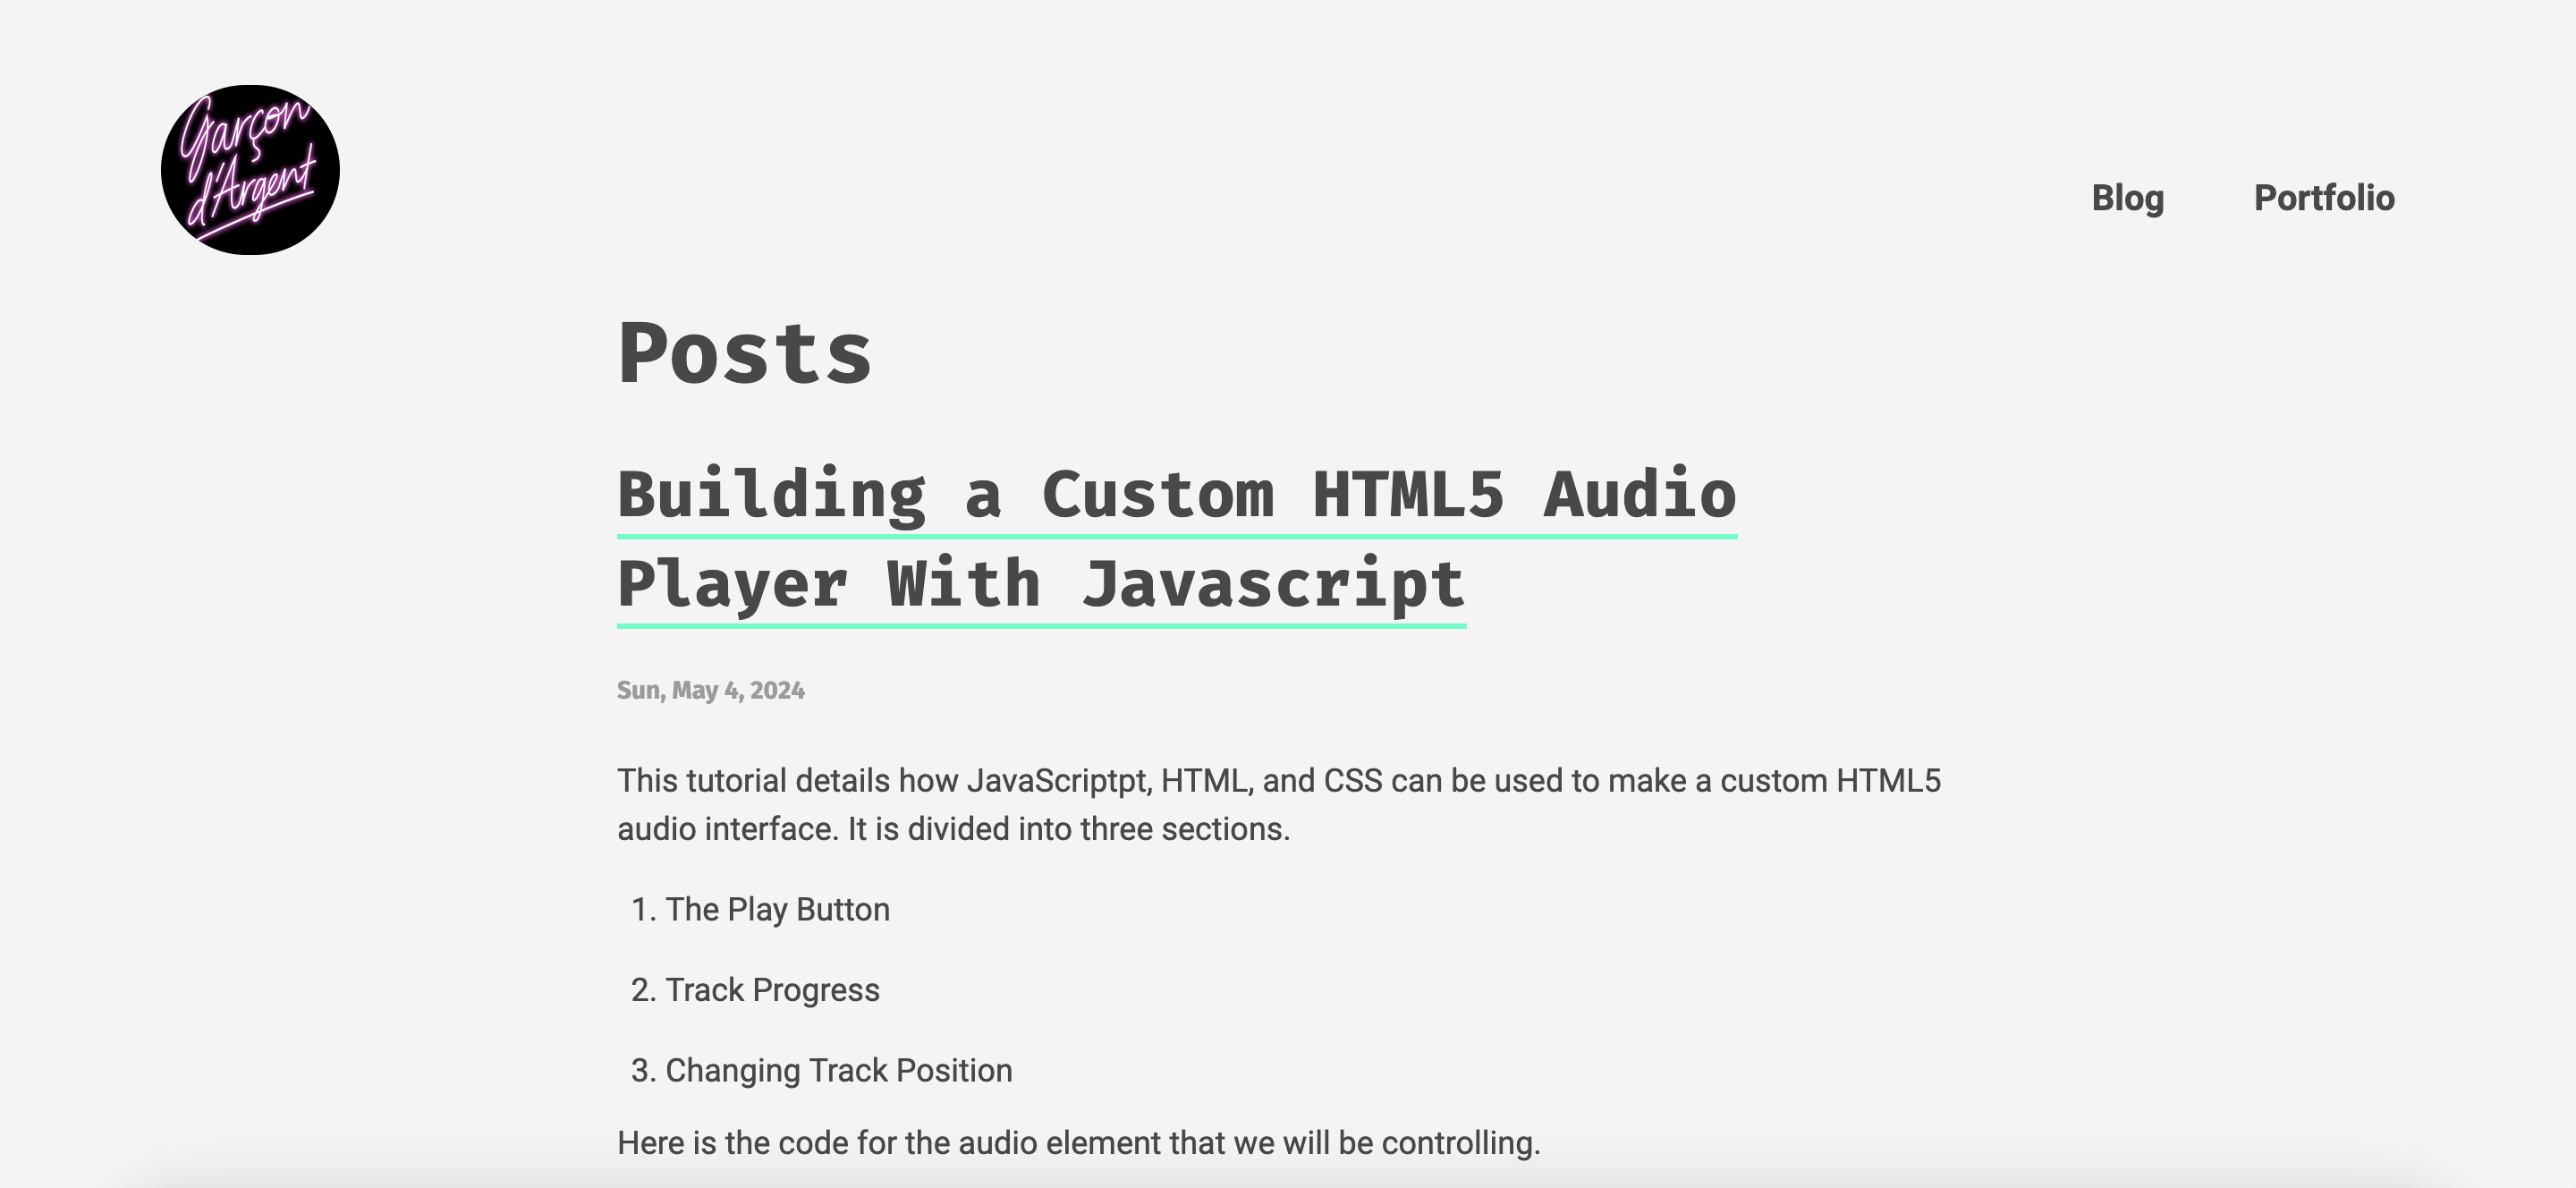 Garçon
d'Argent
Blog Portfolio
Posts
Building a Custom HTML5 Audio
Player With Javascript
Sun, May 4, 2024
This tutorial details how JavaScriptpt, HTML, and CSS can be used to make a custom HTML5
audio interface. It is divided into three sections.
1. The Play Button
2. Track Progress
3. Changing Track Position
Here is the code for the audio element that we will be controlling.